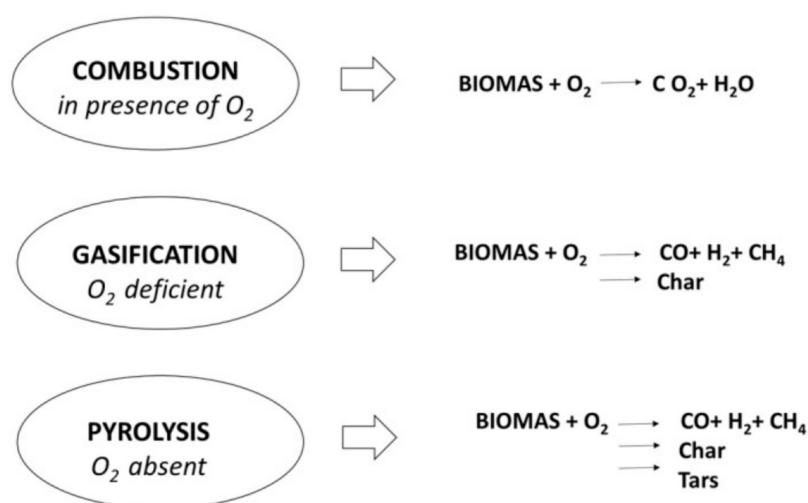 COMBUSTION
in presence of O₂
BIOMAS + O₂ → C O₂+ H₂O
GASIFICATION
O₂ deficient
BIOMAS + O₂ → CO+ H₂+ CH₄
→ Char
PYROLYSIS
O₂ absent
BIOMAS + O₂ → CO+ H₂+ CH₄
→ Char
→ Tars